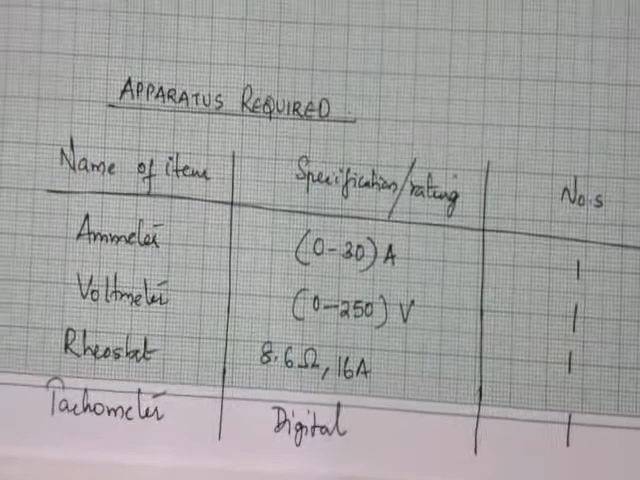 APPARATUS REQUIRED.
Name of item Specification/rating No.s
Ammeter (0-30) A 1
Voltmeter (0-250) V 1
Rheostat 8.6Ω, 16A 1
Tachometer Digital 1